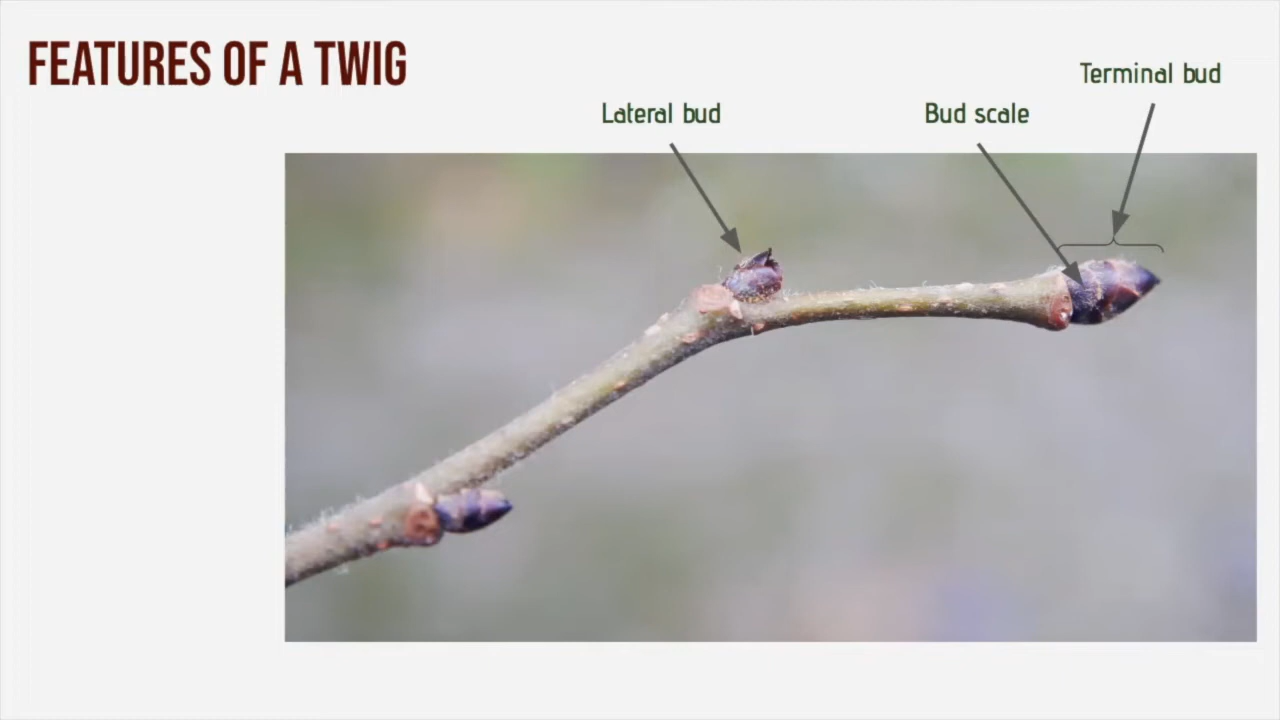 FEATURES OF A TWIG
Terminal bud
Lateral bud
Bud scale